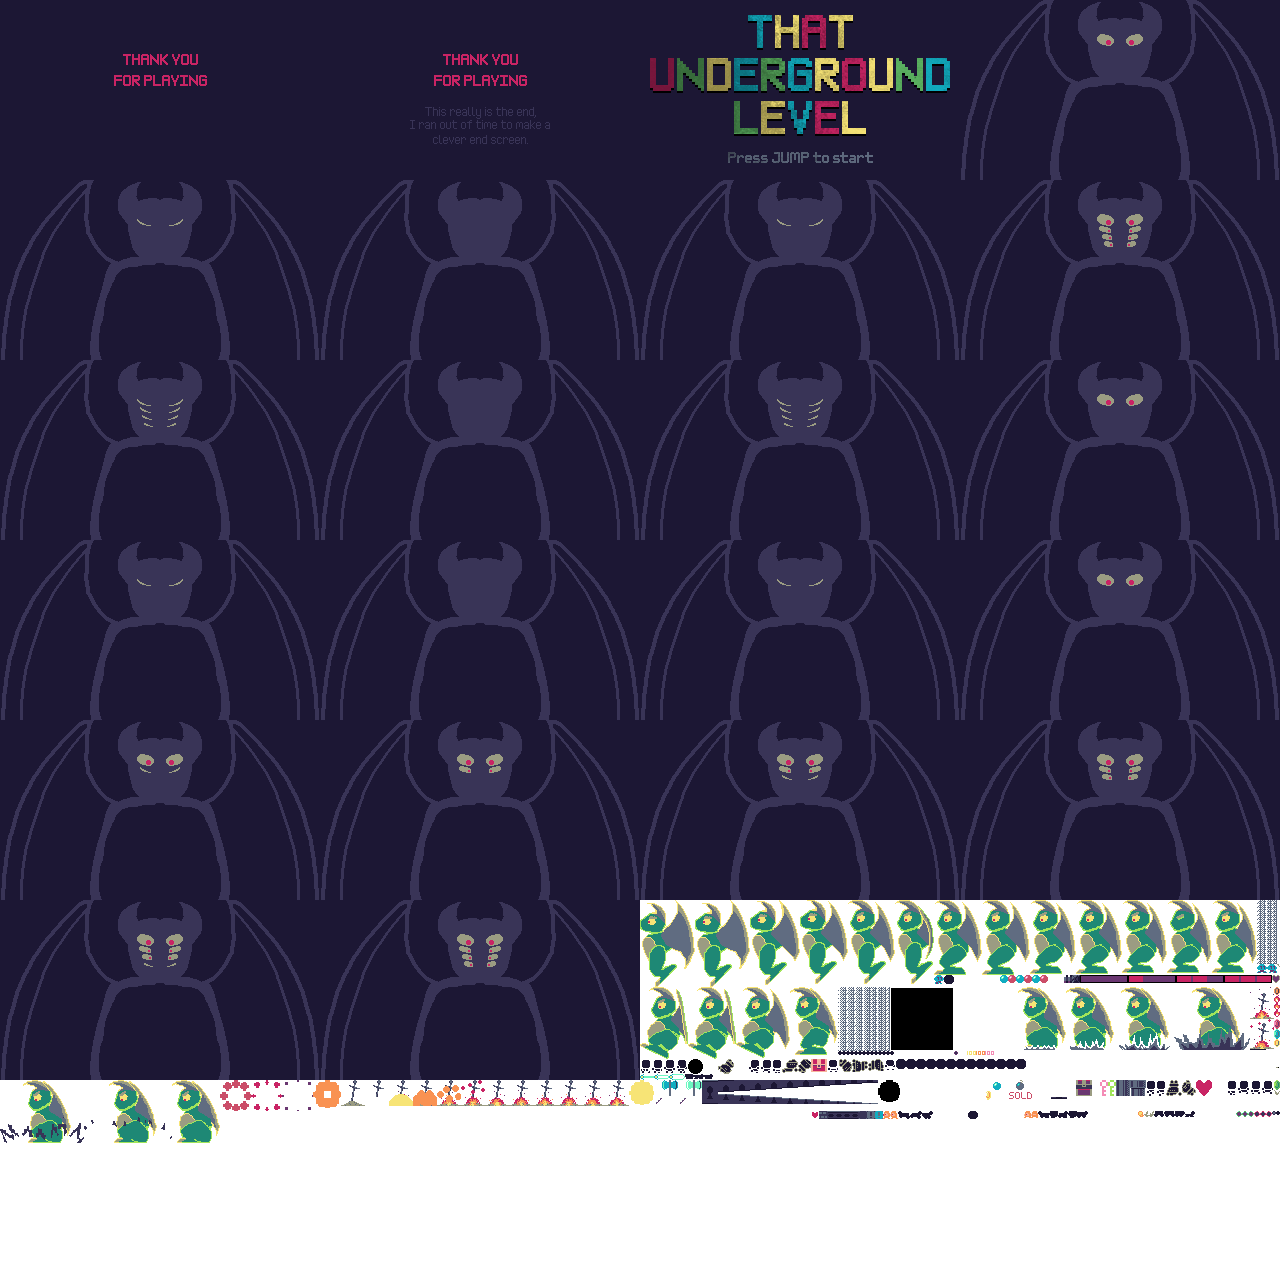 THANK YOU
FOR PLAYING
THANK YOU
FOR PLAYING
This really is the end,
I ran out of time to make a
clever end screen.
THAT
UNDERGROUND
LEVEL
Press JUMP to start
SOLD